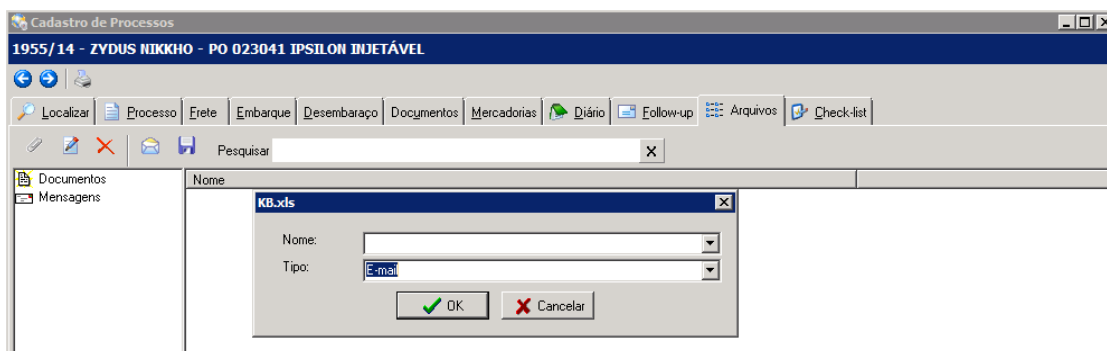 Cadastro de Processos
1955/14 - ZYDUS NIKKHO - PO 023041 IPSILON INJETÁVEL
Localizar Processo Frete Embarque Desembaraço Documentos Mercadorias Diário Follow-up Arquivos Check-list
Pesquisar
Documentos
Mensagens
Nome
KB.xls
Nome:
Tipo: E-mail
OK Cancelar